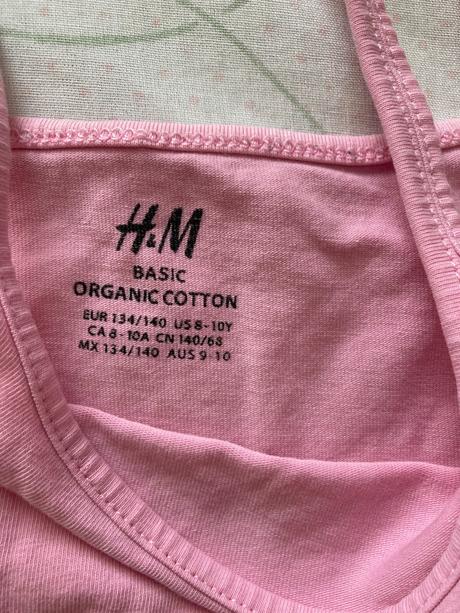 H&M
BASIC
ORGANIC COTTON
EUR 134/140 US 8-10Y
CA 8-10A CN 140/68
MX 134/140 AUS 9-10